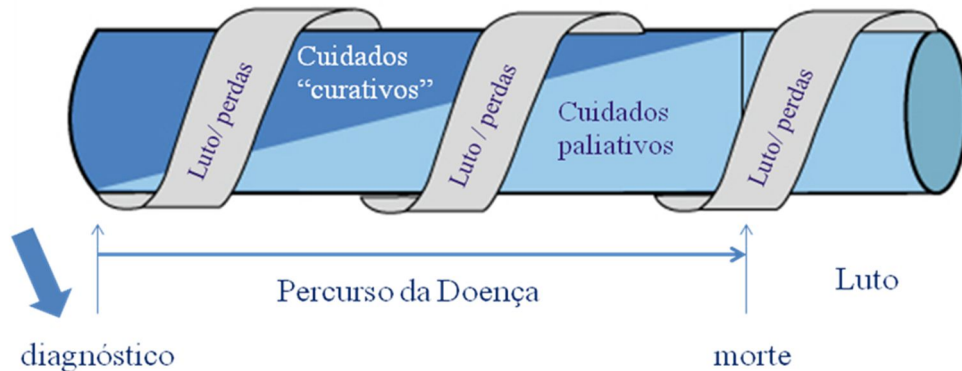 Cuidados
“curativos”
Luto/ perdas
Luto / perdas
Cuidados
paliativos
Luto/ perdas
Percurso da Doença
Luto
diagnóstico
morte